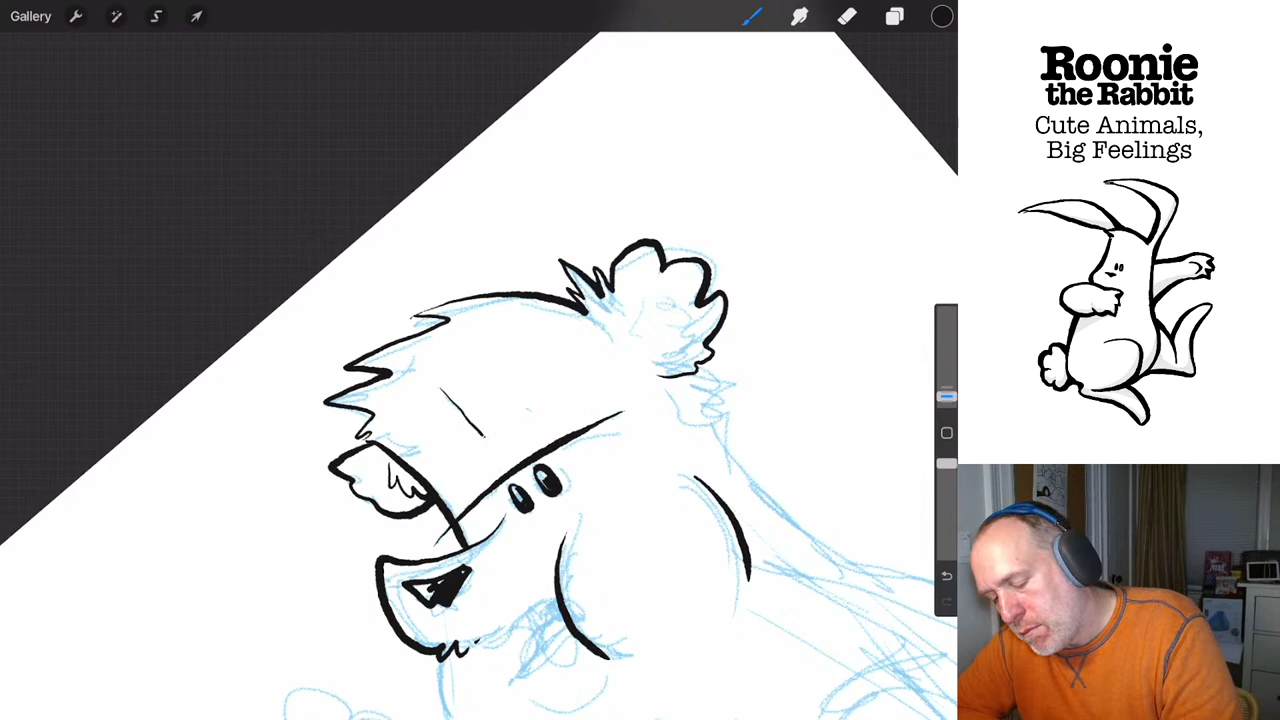 Gallery
Roonie
the Rabbit
Cute Animals,
Big Feelings